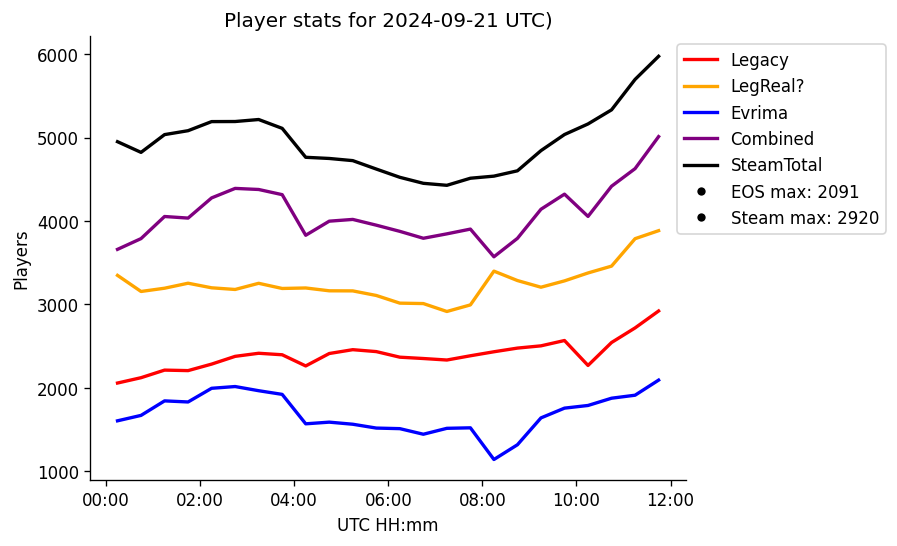 Player stats for 2024-09-21 UTC)
Players
6000
5000
4000
3000
2000
1000
00:00
02:00
04:00
06:00
08:00
10:00
12:00
UTC HH:mm
Legacy
LegReal?
Evrima
Combined
SteamTotal
EOS max: 2091
Steam max: 2920